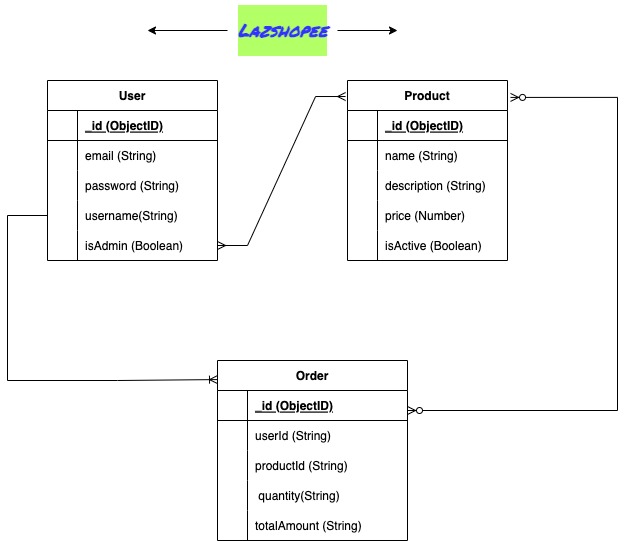 LAZSHOPEE
User
_id (ObjectID)
email (String)
password (String)
username(String)
isAdmin (Boolean)
Product
_id (ObjectID)
name (String)
description (String)
price (Number)
isActive (Boolean)
Order
_id (ObjectID)
userId (String)
productId (String)
quantity(String)
totalAmount (String)